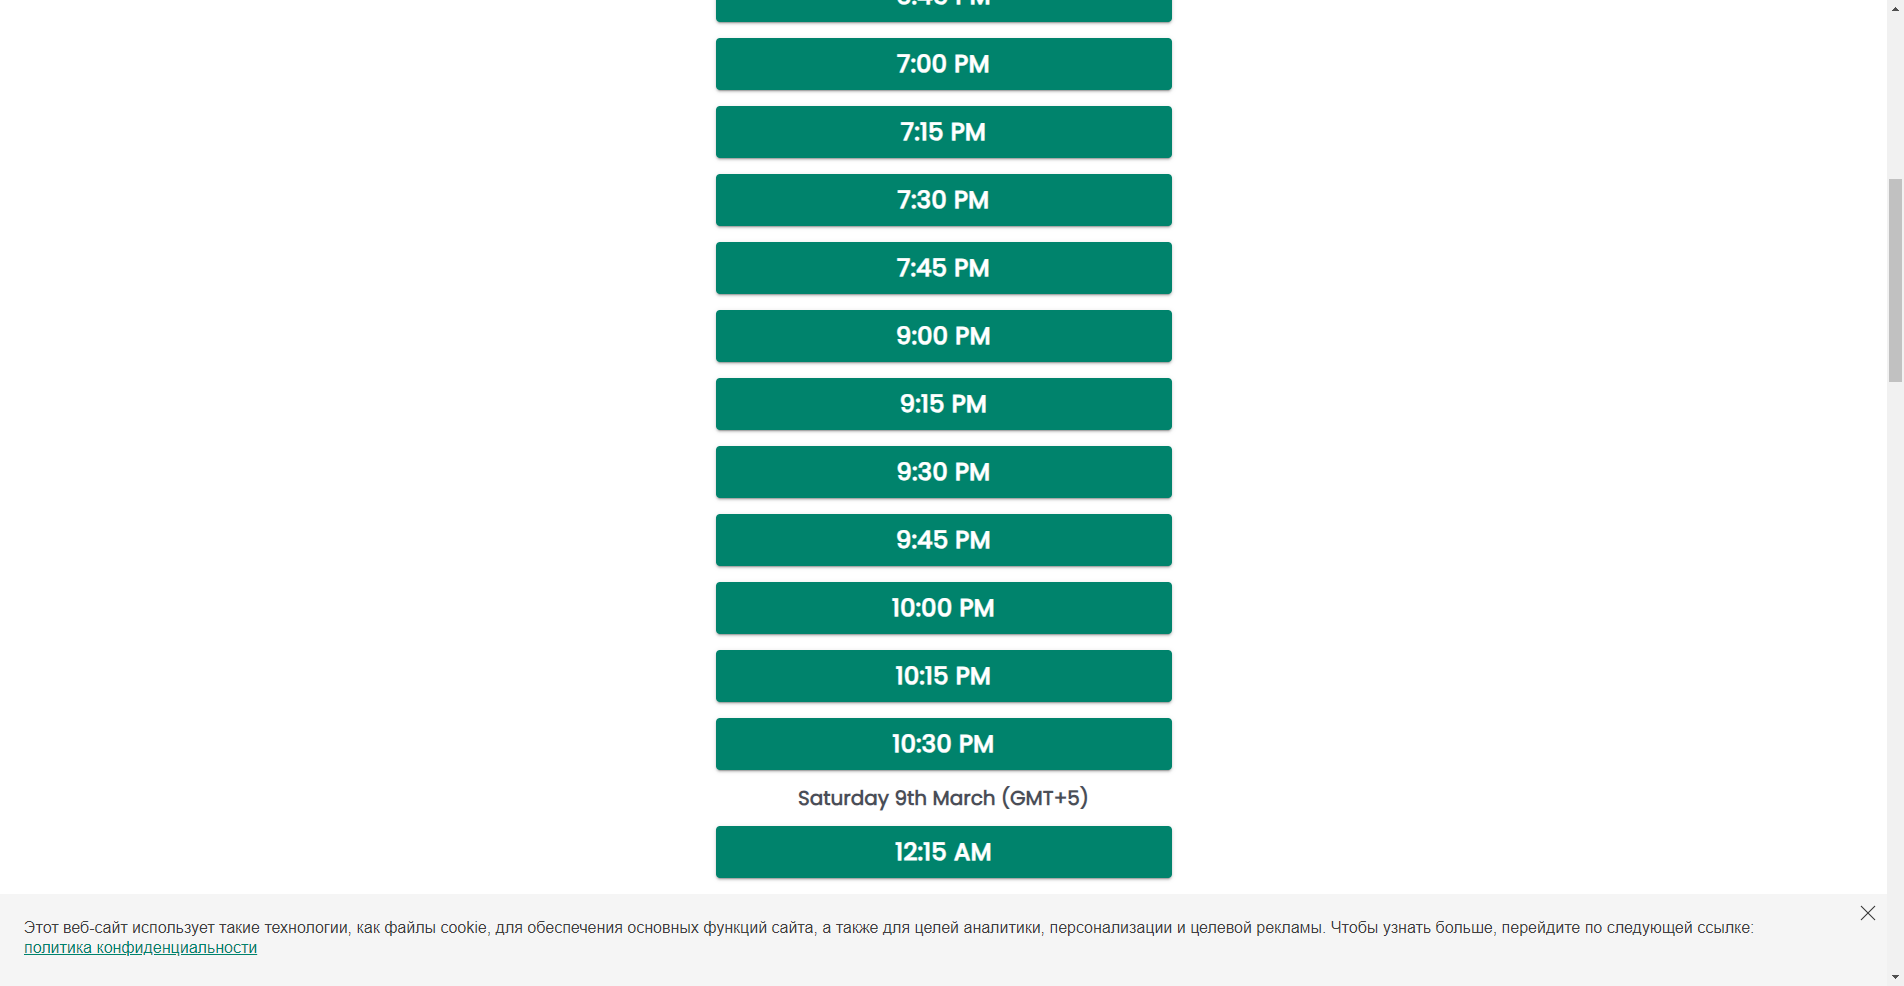 7:00 PM
7:15 PM
7:30 PM
7:45 PM
9:00 PM
9:15 PM
9:30 PM
9:45 PM
10:00 PM
10:15 PM
10:30 PM
Saturday 9th March (GMT+5)
12:15 AM
Этот веб-сайт использует такие технологии, как файлы cookie, для обеспечения основных функций сайта, а также для целей аналитики, персонализации и целевой рекламы. Чтобы узнать больше, перейдите по следующей ссылке:
политика конфиденциальности